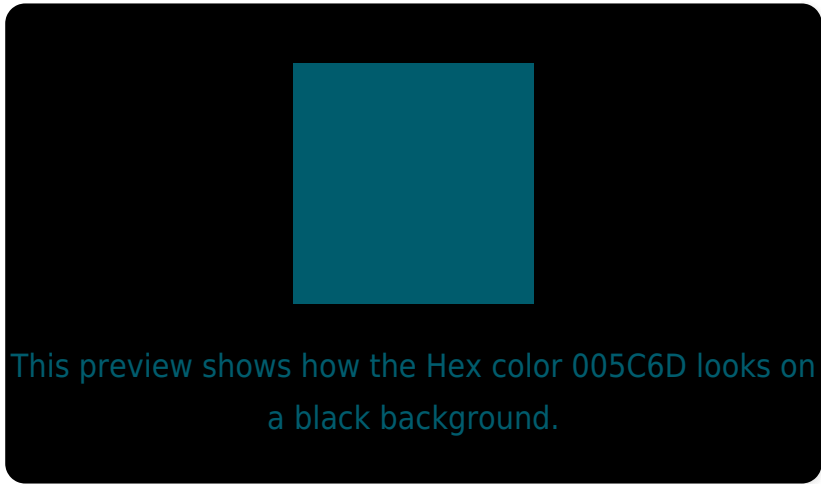 This preview shows how the Hex color 005C6D looks on
a black background.